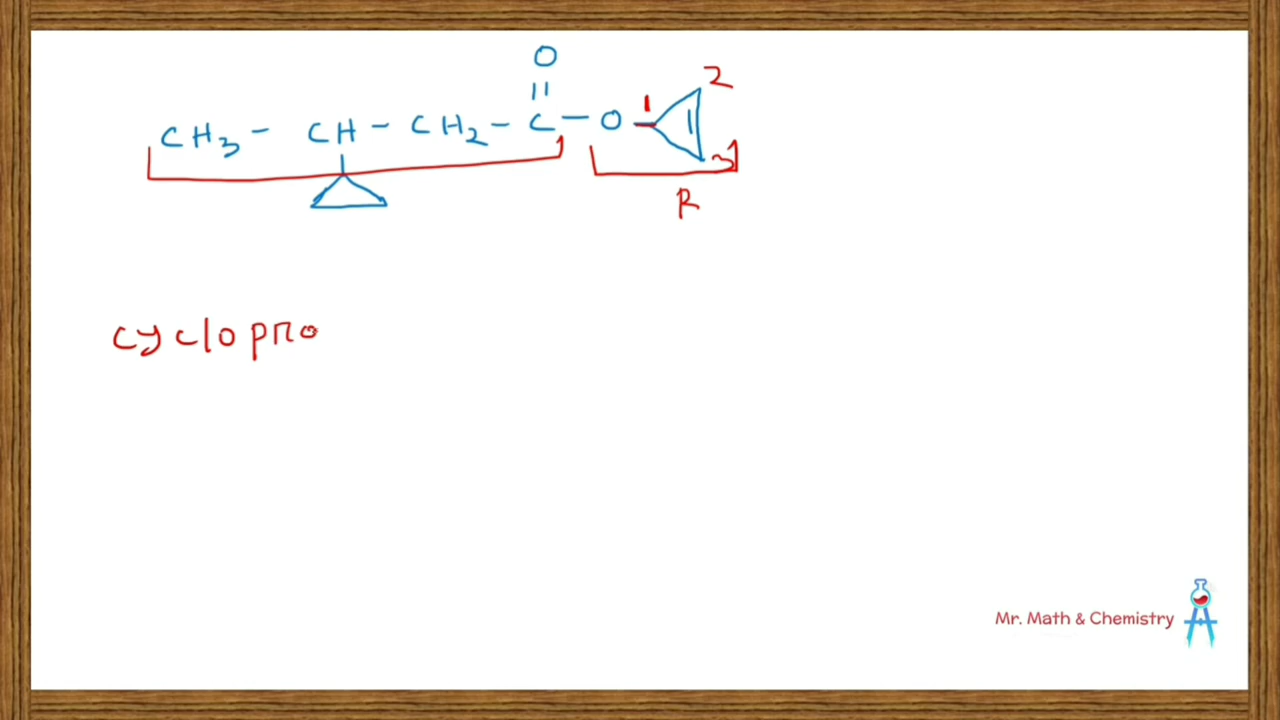 O
||
CH3 - CH - CH2 - C - O
1
2
3
R
cyclopro
Mr. Math & Chemistry